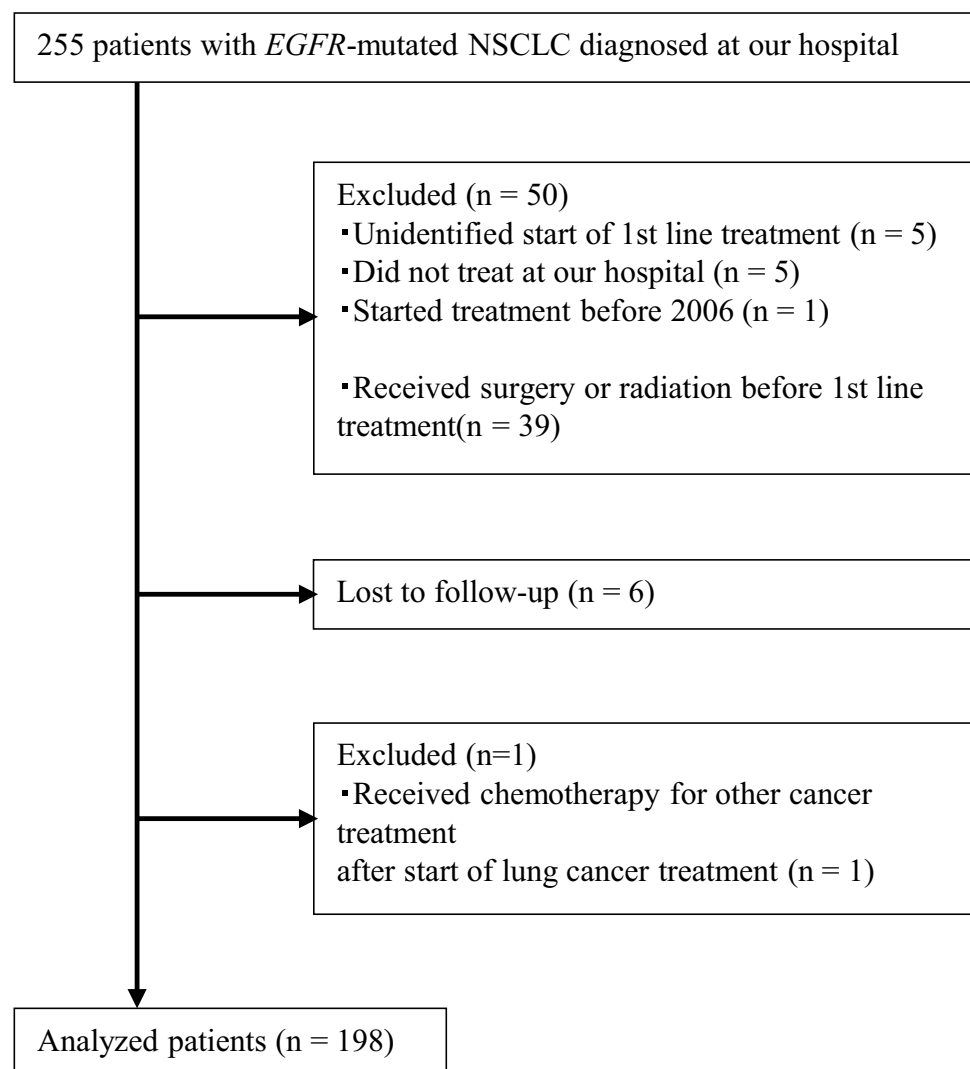 255 patients with EGFR-mutated NSCLC diagnosed at our hospital
Excluded (n = 50)
・Unidentified start of 1st line treatment (n = 5)
・Did not treat at our hospital (n = 5)
・Started treatment before 2006 (n = 1)
・Received surgery or radiation before 1st line
treatment(n = 39)
Lost to follow-up (n = 6)
Excluded (n=1)
・Received chemotherapy for other cancer
treatment
after start of lung cancer treatment (n = 1)
Analyzed patients (n = 198)